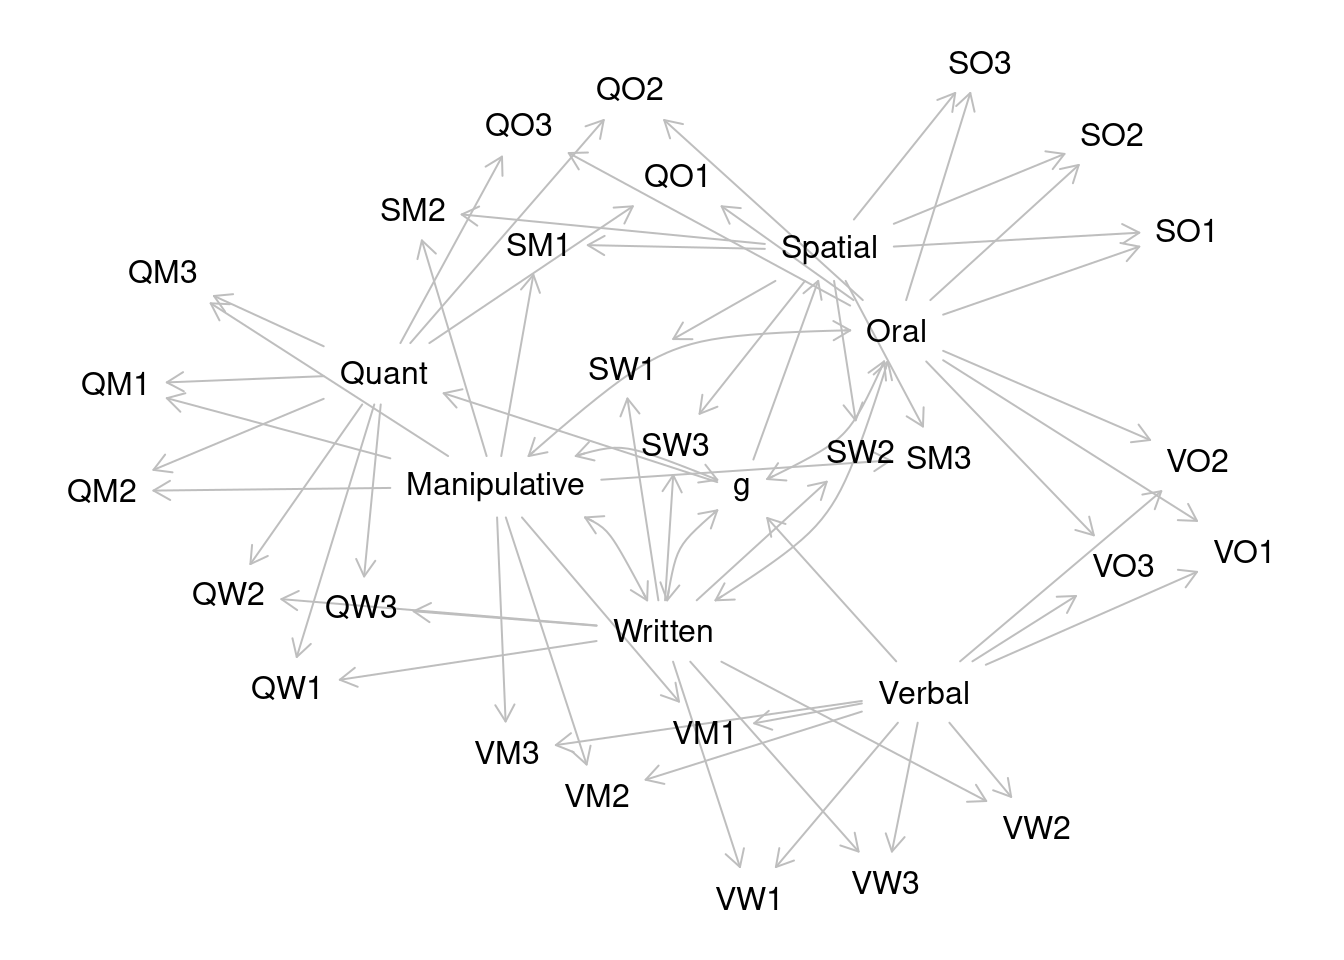 SO3
QO2
QO3
SO2
QO1
SM2
SO1
SM1
Spatial
QM3
Oral
SW1
Quant
QM1
SW3
SW2
SM3
VO2
Manipulative
g
QM2
VO1
VO3
QW2
QW3
Written
QW1
Verbal
VM1
VM3
VM2
VW2
VW3
VW1